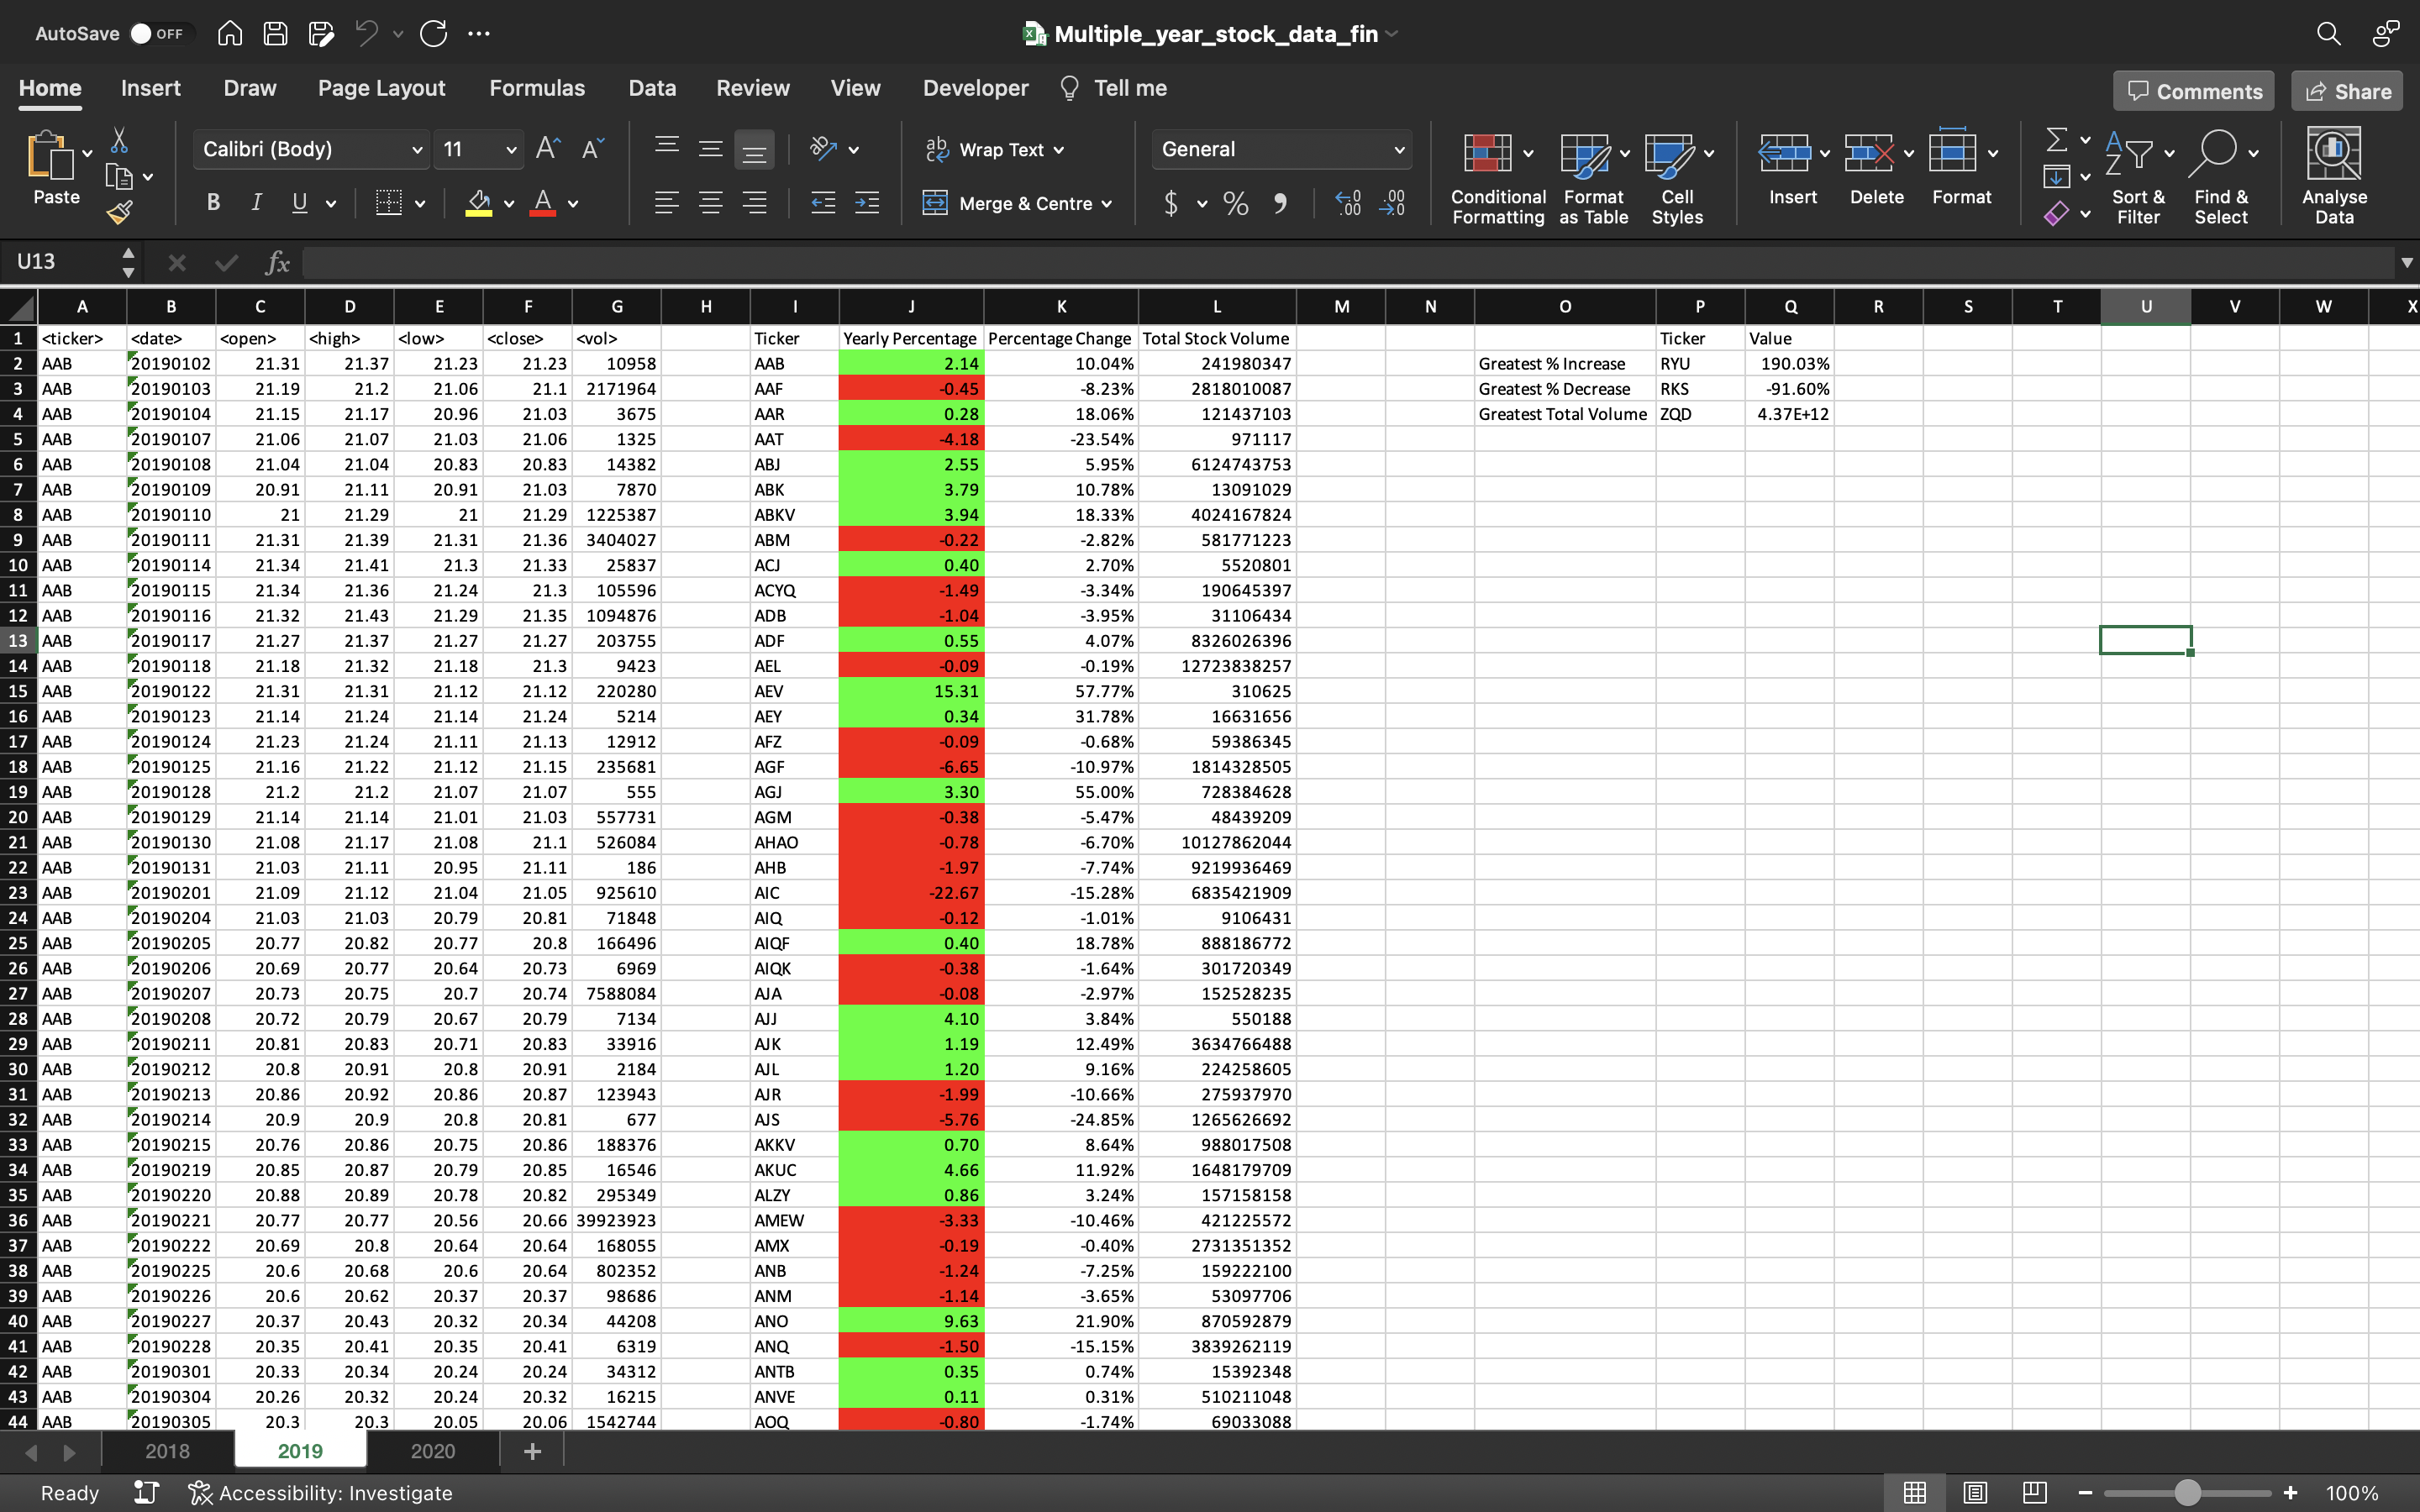 AutoSave OFF Multiple_year_stock_data_fin
Home Insert Draw Page Layout Formulas Data Review View Developer Tell me Comments Share
Paste Calibri (Body) 11 Wrap Text General
B I U Merge & Centre $ % Conditional Formatting Format as Table Cell Styles Insert Delete Format Sort & Filter Find & Select Analyse Data
U13 fx
A B C D E F G H I J K L M N O P Q R S T U V W X
1 <ticker> <date> <open> <high> <low> <close> <vol> Ticker Yearly Percentage Percentage Change Total Stock Volume Ticker Value
2 AAB 20190102 21.31 21.37 21.23 21.23 10958 AAB 2.14 10.04% 241980347 Greatest % Increase RYU 190.03%
3 AAB 20190103 21.19 21.2 21.06 21.1 2171964 AAF -0.45 -8.23% 2818010087 Greatest % Decrease RKS -91.60%
4 AAB 20190104 21.15 21.17 20.96 21.03 3675 AAR 0.28 18.06% 121437103 Greatest Total Volume ZQD 4.37E+12
5 AAB 20190107 21.06 21.07 21.03 21.06 1325 AAT -4.18 -23.54% 971117
6 AAB 20190108 21.04 21.04 20.83 20.83 14382 ABJ 2.55 5.95% 6124743753
7 AAB 20190109 20.91 21.11 20.91 21.03 7870 ABK 3.79 10.78% 13091029
8 AAB 20190110 21 21.29 21 21.29 1225387 ABKV 3.94 18.33% 4024167824
9 AAB 20190111 21.31 21.39 21.31 21.36 3404027 ABM -0.22 -2.82% 581771223
10 AAB 20190114 21.34 21.41 21.3 21.33 25837 ACJ 0.40 2.70% 5520801
11 AAB 20190115 21.34 21.36 21.24 21.3 105596 ACYQ -1.49 -3.34% 190645397
12 AAB 20190116 21.32 21.43 21.29 21.35 1094876 ADB -1.04 -3.95% 31106434
13 AAB 20190117 21.27 21.37 21.27 21.27 203755 ADF 0.55 4.07% 8326026396
14 AAB 20190118 21.18 21.32 21.18 21.3 9423 AEL -0.09 -0.19% 12723838257
15 AAB 20190122 21.31 21.31 21.12 21.12 220280 AEV 15.31 57.77% 310625
16 AAB 20190123 21.14 21.24 21.14 21.24 5214 AEY 0.34 31.78% 16631656
17 AAB 20190124 21.23 21.24 21.11 21.13 12912 AFZ -0.09 -0.68% 59386345
18 AAB 20190125 21.16 21.22 21.12 21.15 235681 AGF -6.65 -10.97% 1814328505
19 AAB 20190128 21.2 21.2 21.07 21.07 555 AGJ 3.30 55.00% 728384628
20 AAB 20190129 21.14 21.14 21.01 21.03 557731 AGM -0.38 -5.47% 48439209
21 AAB 20190130 21.08 21.17 21.08 21.1 526084 AHAO -0.78 -6.70% 10127862044
22 AAB 20190131 21.03 21.11 20.95 21.11 186 AHB -1.97 -7.74% 9219936469
23 AAB 20190201 21.09 21.12 21.04 21.05 925610 AIC -22.67 -15.28% 6835421909
24 AAB 20190204 21.03 21.03 20.79 20.81 71848 AIQ -0.12 -1.01% 9106431
25 AAB 20190205 20.77 20.82 20.77 20.8 166496 AIQF 0.40 18.78% 888186772
26 AAB 20190206 20.69 20.77 20.64 20.73 6969 AIQK -0.38 -1.64% 301720349
27 AAB 20190207 20.73 20.75 20.7 20.74 7588084 AJA -0.08 -2.97% 152528235
28 AAB 20190208 20.72 20.79 20.67 20.79 7134 AJJ 4.10 3.84% 550188
29 AAB 20190211 20.81 20.83 20.71 20.83 33916 AJK 1.19 12.49% 3634766488
30 AAB 20190212 20.8 20.91 20.8 20.91 2184 AJL 1.20 9.16% 224258605
31 AAB 20190213 20.86 20.92 20.86 20.87 123943 AJR -1.99 -10.66% 275937970
32 AAB 20190214 20.9 20.9 20.8 20.81 677 AJS -5.76 -24.85% 1265626692
33 AAB 20190215 20.76 20.86 20.75 20.86 188376 AKKV 0.70 8.64% 988017508
34 AAB 20190219 20.85 20.87 20.79 20.85 16546 AKUC 4.66 11.92% 1648179709
35 AAB 20190220 20.88 20.89 20.78 20.82 295349 ALZY 0.86 3.24% 157158158
36 AAB 20190221 20.77 20.77 20.56 20.66 39923923 AMEW -3.33 -10.46% 421225572
37 AAB 20190222 20.69 20.8 20.64 20.64 168055 AMX -0.19 -0.40% 2731351352
38 AAB 20190225 20.6 20.68 20.6 20.64 802352 ANB -1.24 -7.25% 159222100
39 AAB 20190226 20.6 20.62 20.37 20.37 98686 ANM -1.14 -3.65% 53097706
40 AAB 20190227 20.37 20.43 20.32 20.34 44208 ANO 9.63 21.90% 870592879
41 AAB 20190228 20.35 20.41 20.35 20.41 6319 ANQ -1.50 -15.15% 3839262119
42 AAB 20190301 20.33 20.34 20.24 20.24 34312 ANTB 0.35 0.74% 15392348
43 AAB 20190304 20.26 20.32 20.24 20.32 16215 ANVE 0.11 0.31% 510211048
44 AAB 20190305 20.3 20.3 20.05 20.06 1542744 AOQ -0.80 -1.74% 69033088
2018 2019 2020 +
Ready Accessibility: Investigate 100%